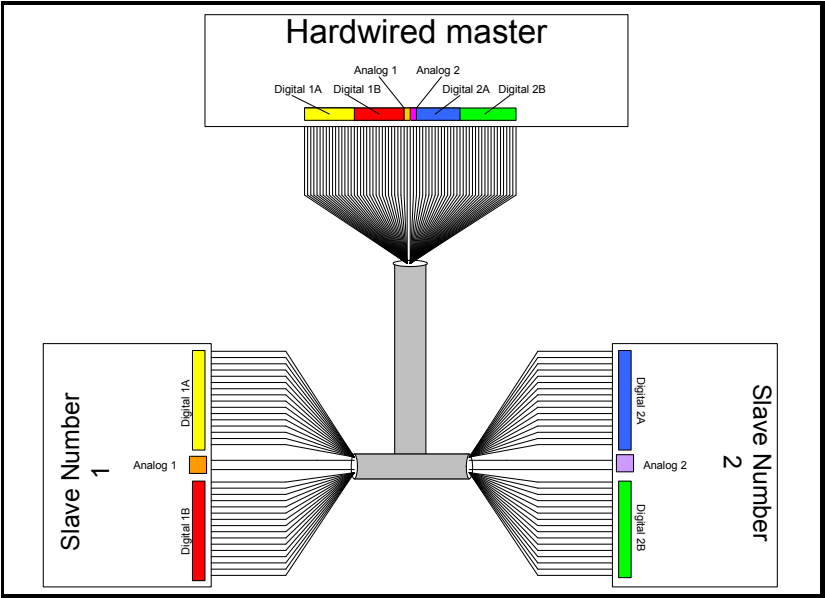 Hardwired master
Analog 1
Analog 2
Digital 1A
Digital 1B
Digital 2A
Digital 2B
Slave Number
1
Digital 1A
Analog 1
Digital 1B
Digital 2A
Analog 2
Digital 2B
Slave Number
2